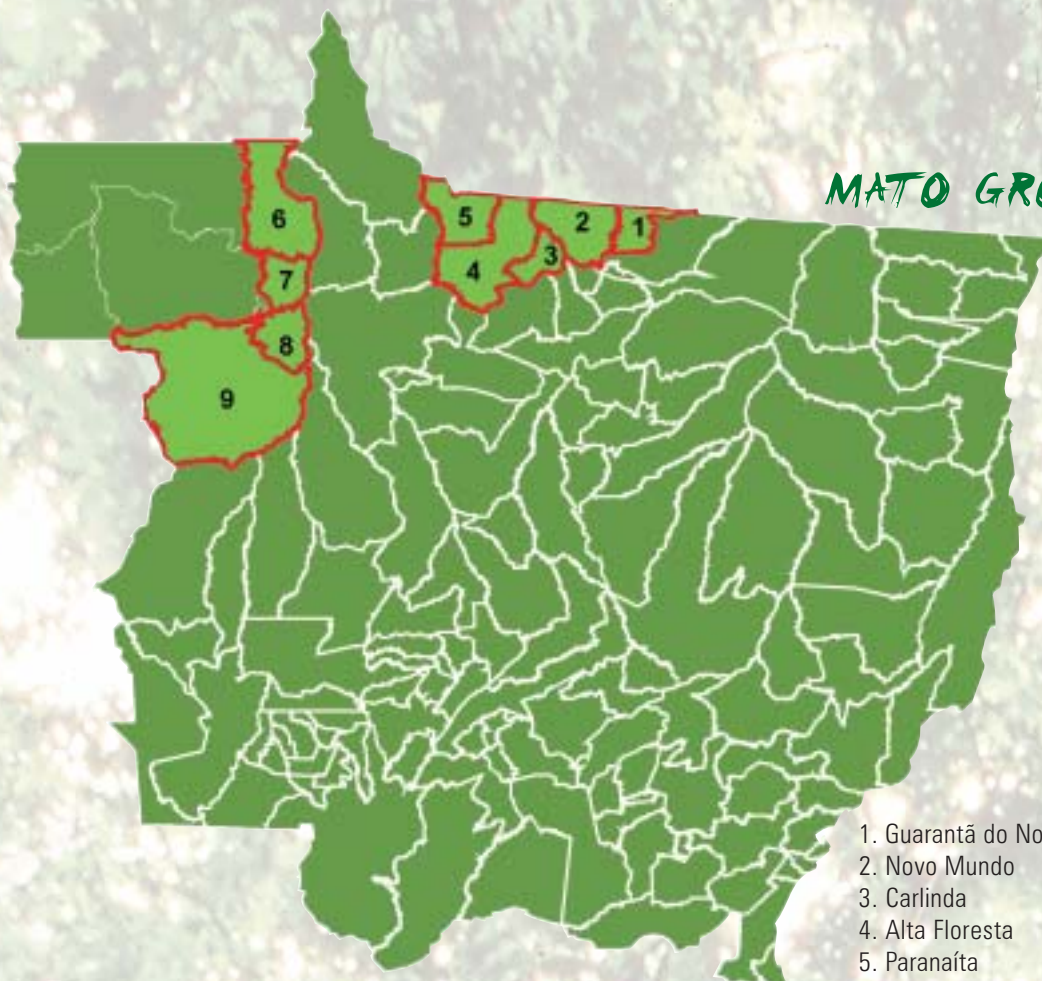 MATO GRO
6
5
2
1
3
4
7
8
9
1. Guarantã do No
2. Novo Mundo
3. Carlinda
4. Alta Floresta
5. Paranaíta